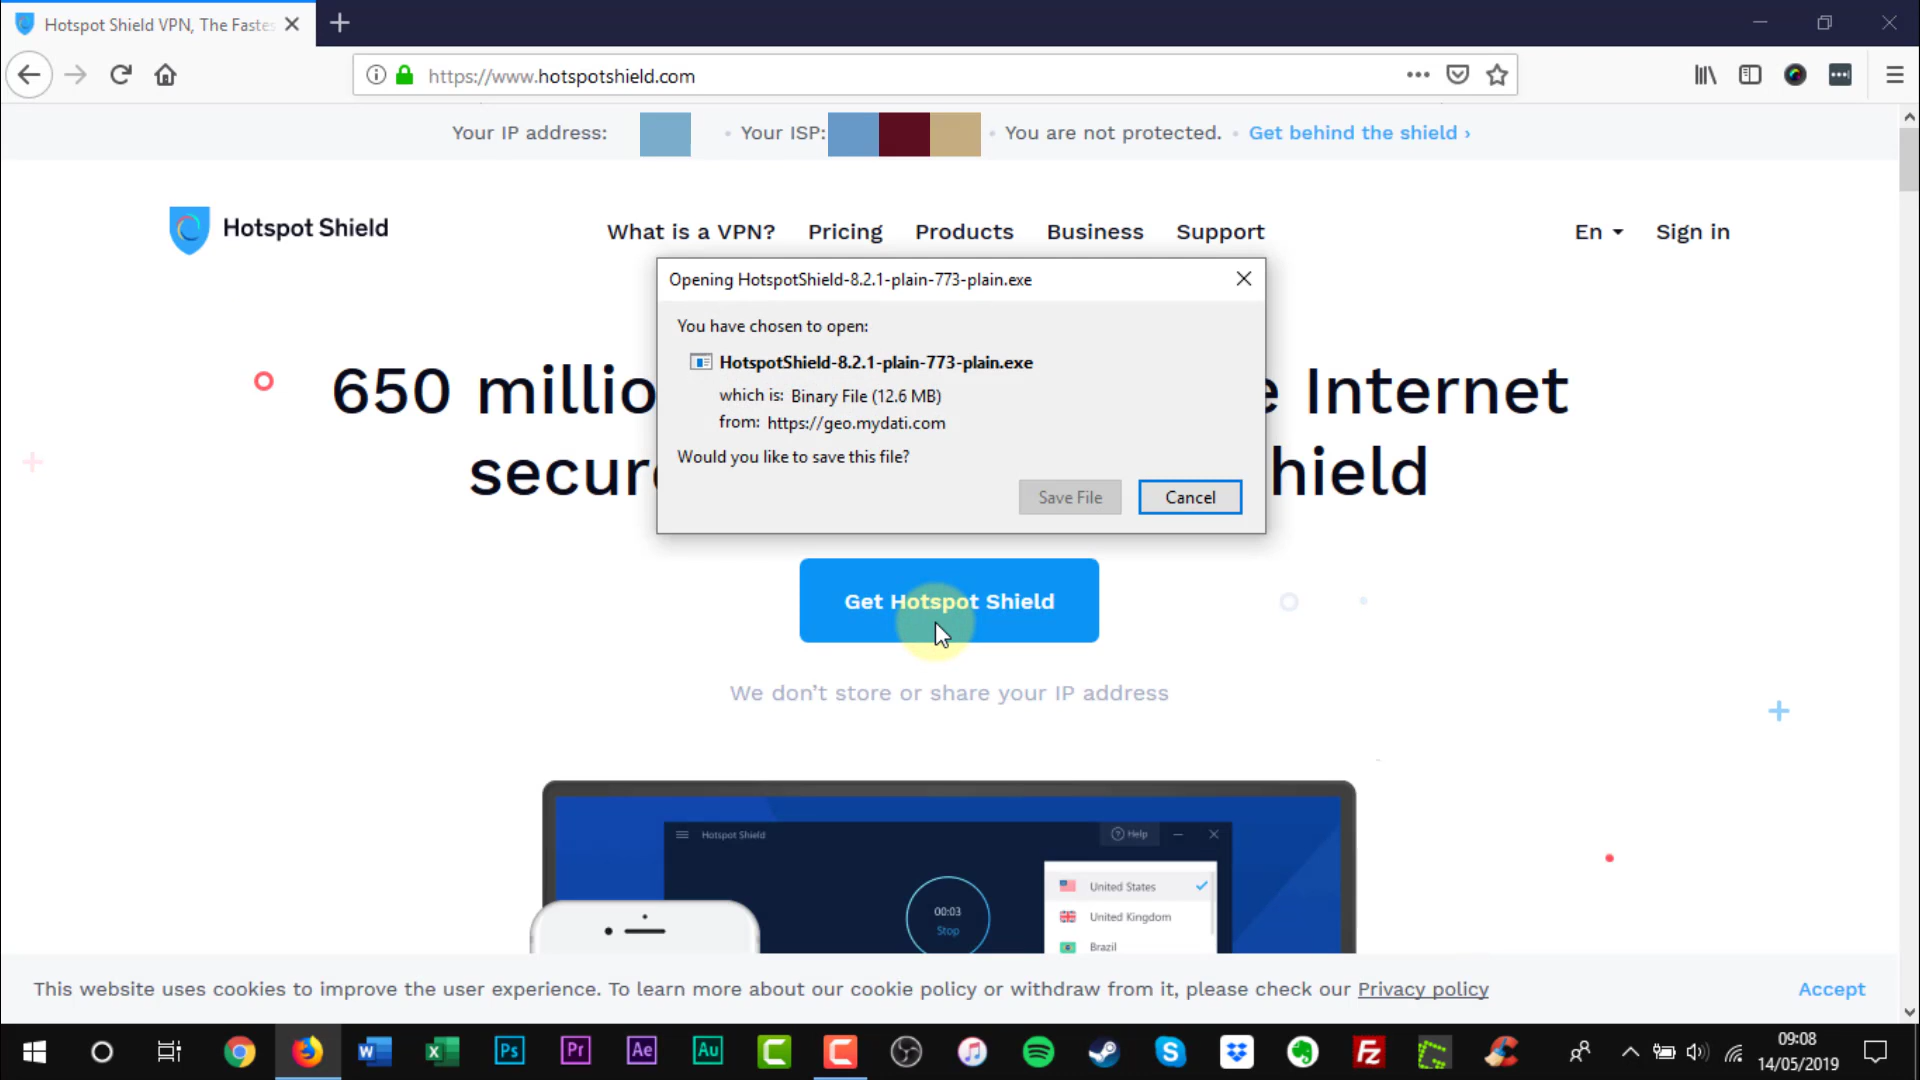 Hotspot Shield VPN, The Fastes
https://www.hotspotshield.com
Your IP address:
Your ISP:
You are not protected.
Get behind the shield ›
Hotspot Shield
What is a VPN? Pricing Products Business Support
En
Sign in
Opening HotspotShield-8.2.1-plain-773-plain.exe
You have chosen to open:
HotspotShield-8.2.1-plain-773-plain.exe
which is: Binary File (12.6 MB)
from: https://geo.mydati.com
Would you like to save this file?
Save File
Cancel
650 millio
e Internet
secur
hield
Get Hotspot Shield
We don't store or share your IP address
Hotspot Shield
Help
00:03
Stop
United States
United Kingdom
Brazil
This website uses cookies to improve the user experience. To learn more about our cookie policy or withdraw from it, please check our Privacy policy
Accept
Ps
Pr
Ae
Au
09:08
14/05/2019